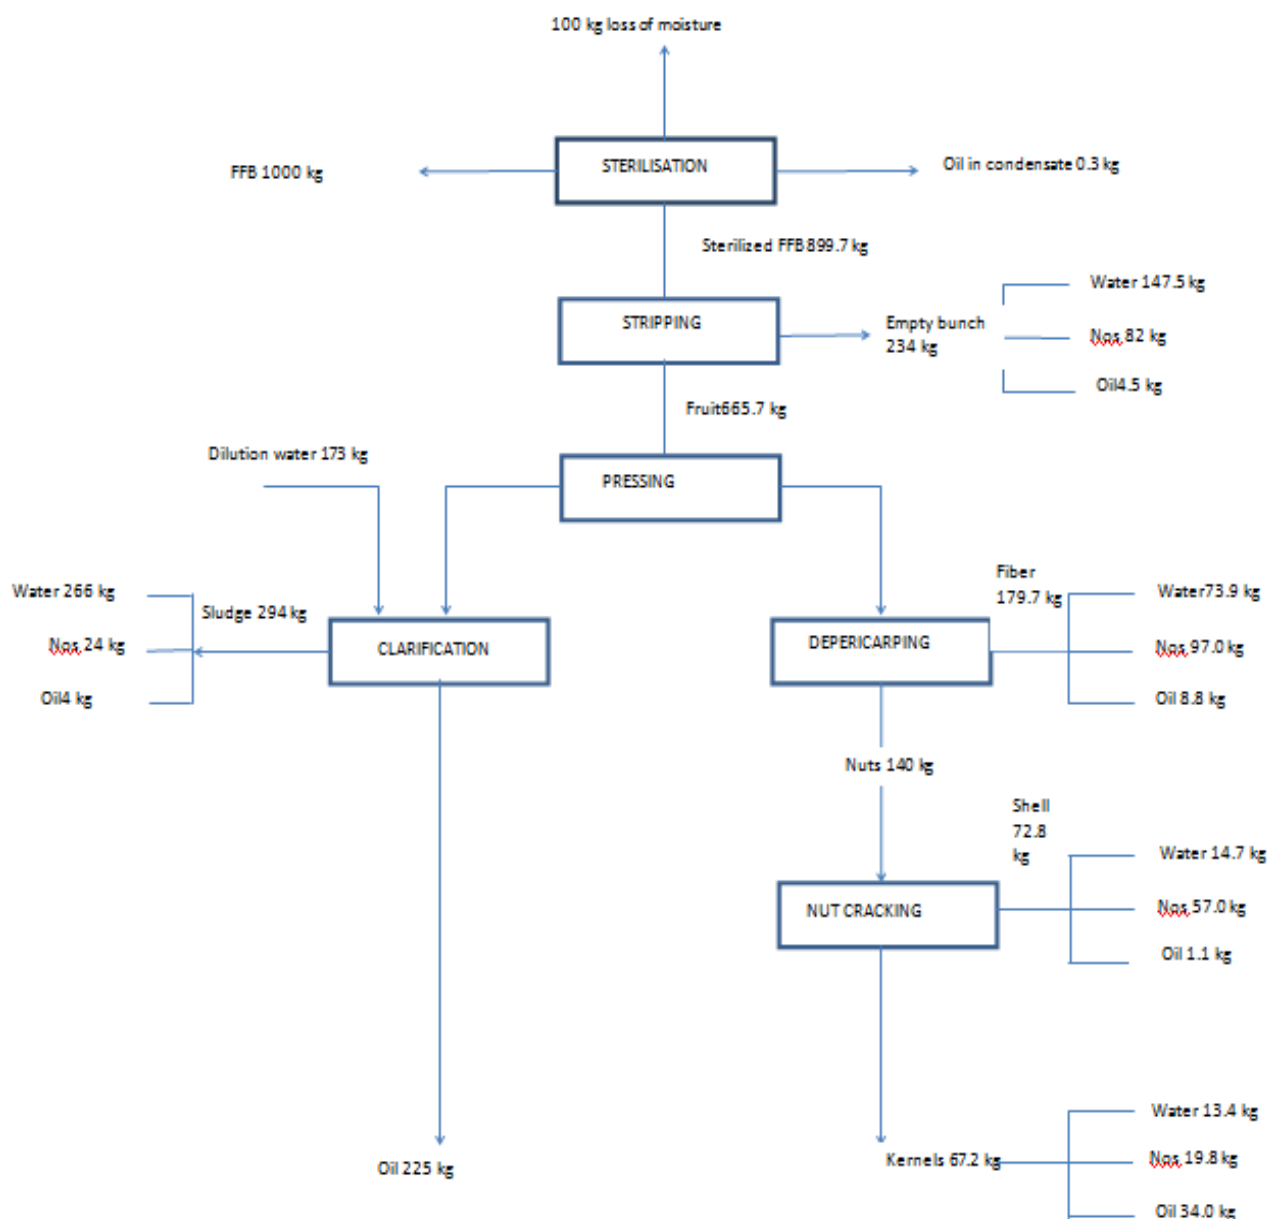 100 kg loss of moisture
STERILISATION
FFB 1000 kg
Oil in condensate 0.3 kg
Sterilized FFB 899.7 kg
Water 147.5 kg
STRIPPING
Empty bunch
234 kg
Nos 82 kg
Oil4.5 kg
Fruit665.7 kg
Dilution water 173 kg
PRESSING
Fiber
179.7 kg
Water 266 kg
Sludge 294 kg
Water73.9 kg
Nos 24 kg
CLARIFICATION
DEPERICARPING
Nos 97.0 kg
Oil4 kg
Oil 8.8 kg
Nuts 140 kg
Shell
72.8
kg
Water 14.7 kg
NUT CRACKING
Nos 57.0 kg
Oil 1.1 kg
Water 13.4 kg
Oil 225 kg
Kernels 67.2 kg
Nos 19.8 kg
Oil 34.0 kg